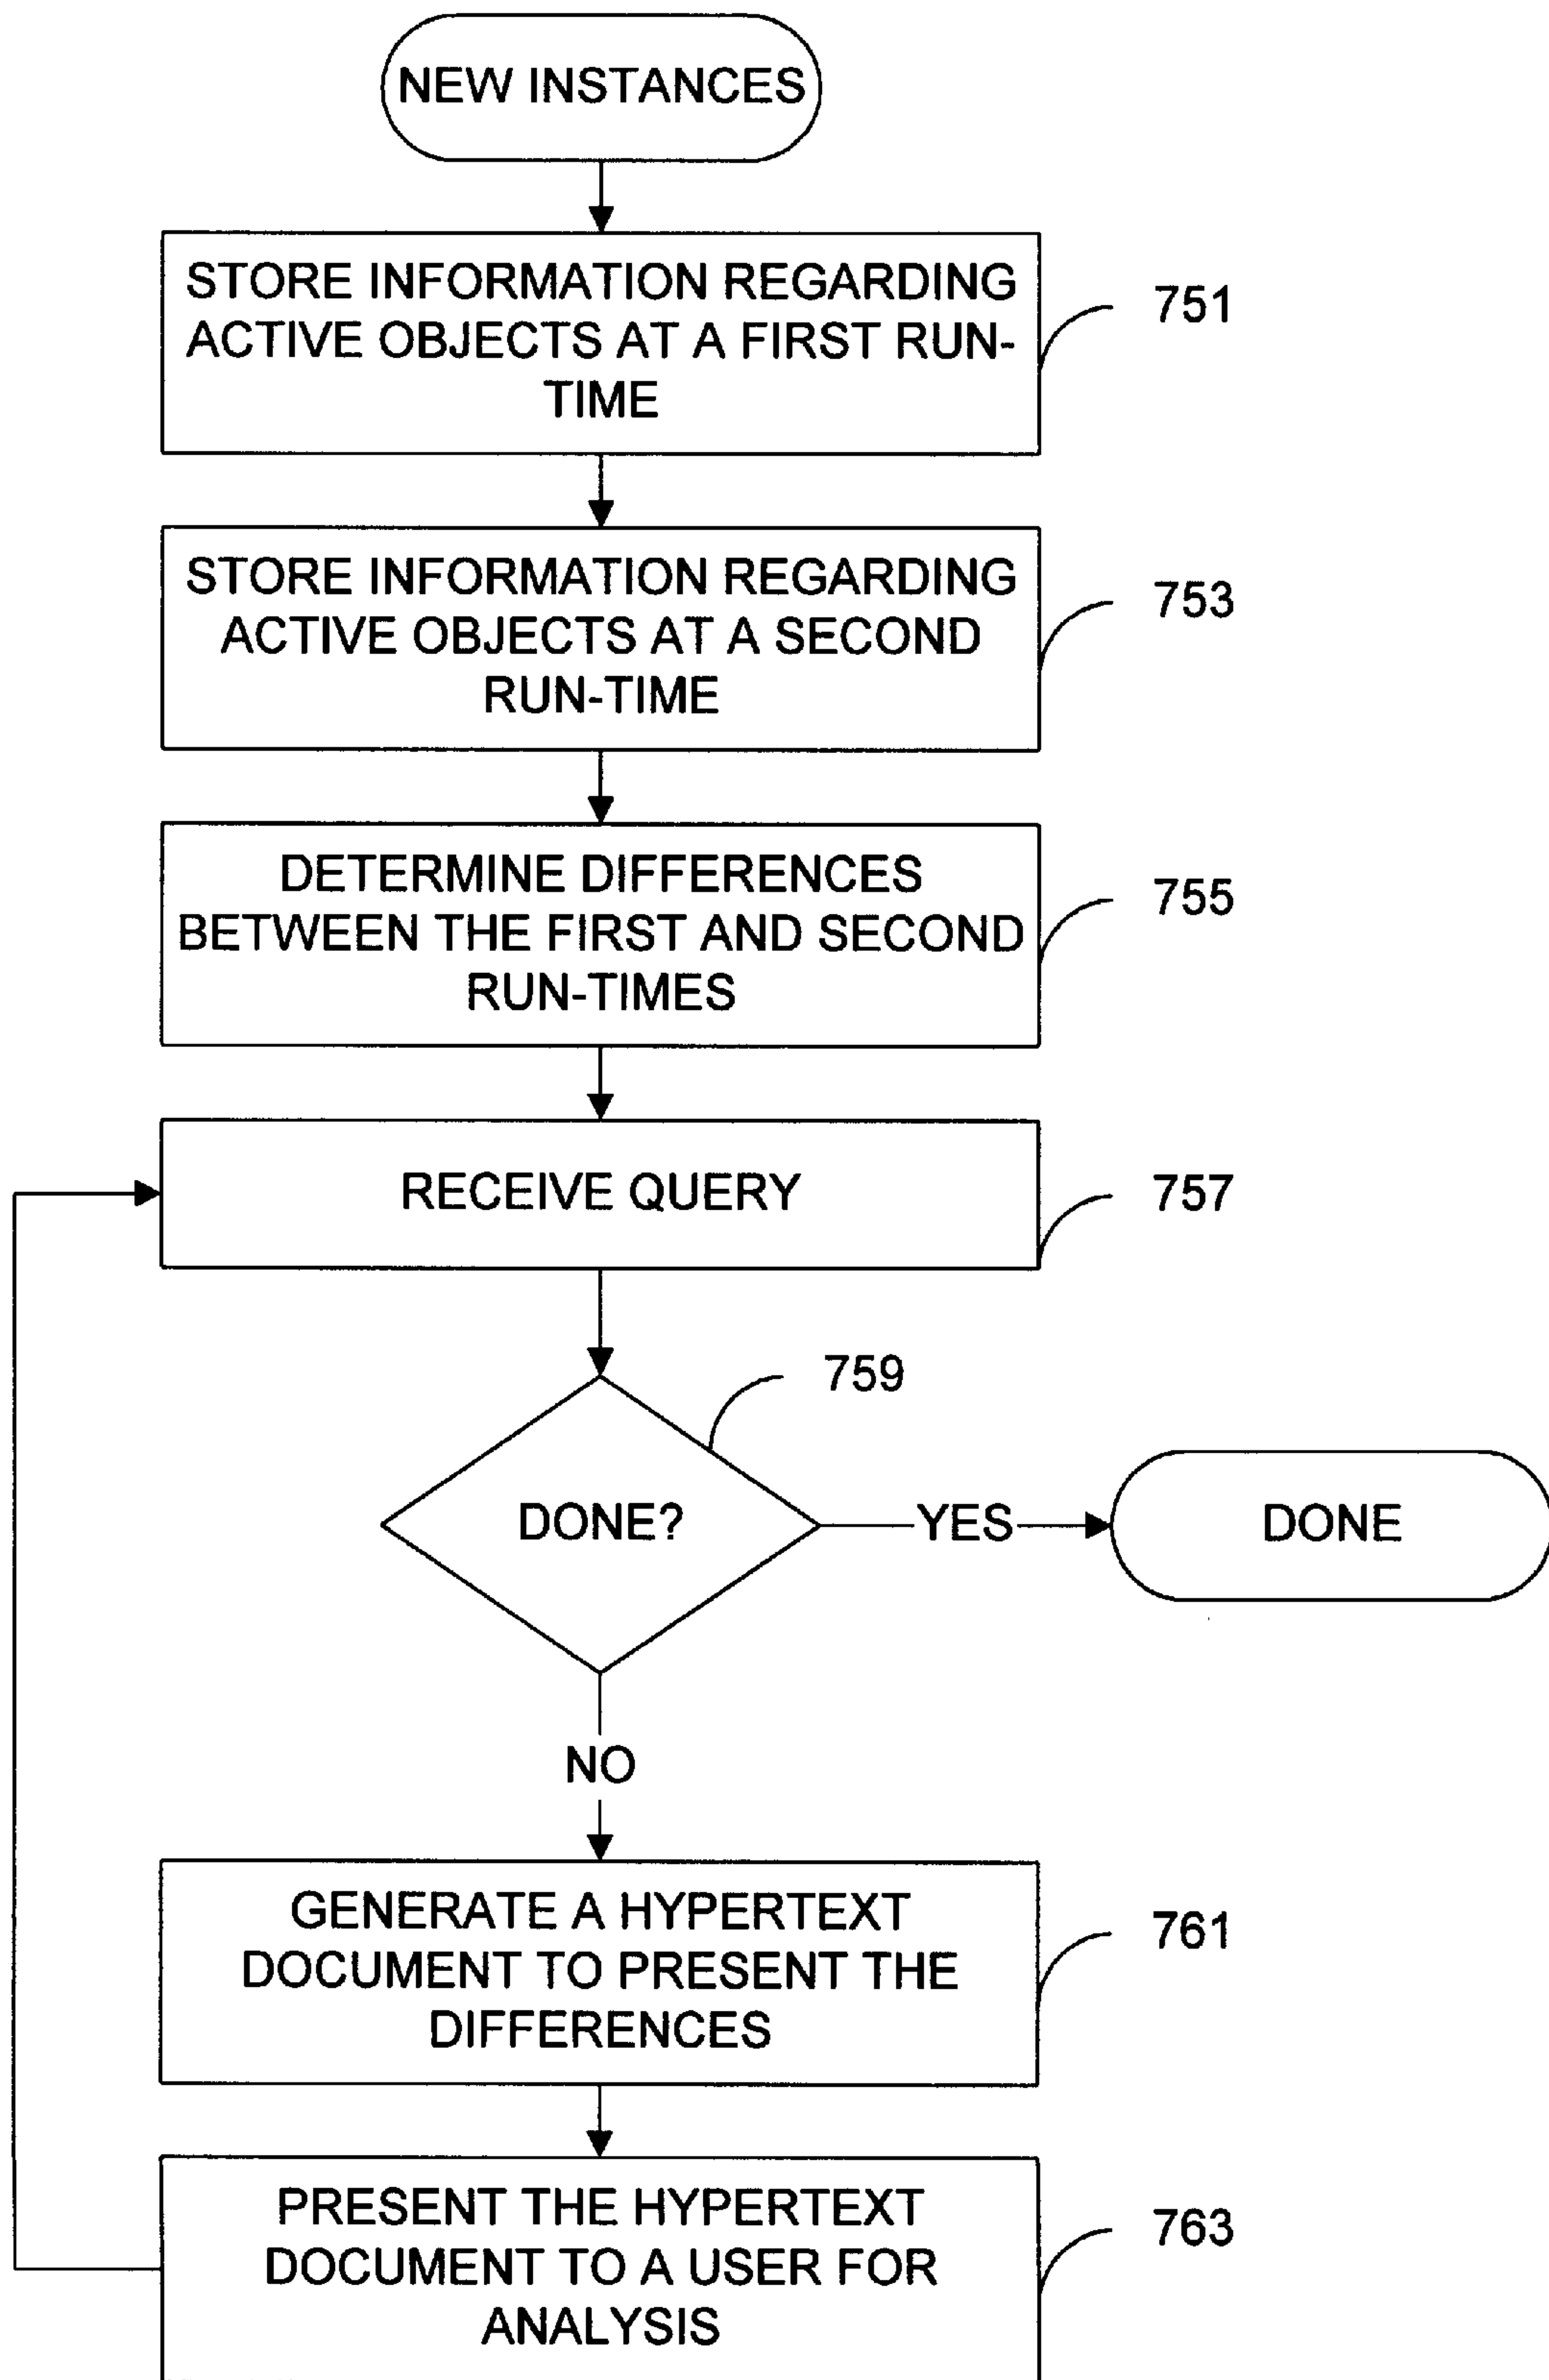 NEW INSTANCES
STORE INFORMATION REGARDING
ACTIVE OBJECTS AT A FIRST RUN-
TIME
751
STORE INFORMATION REGARDING
ACTIVE OBJECTS AT A SECOND
RUN-TIME
753
DETERMINE DIFFERENCES
BETWEEN THE FIRST AND SECOND
RUN-TIMES
755
RECEIVE QUERY
757
759
DONE?
YES
DONE
NO
GENERATE A HYPERTEXT
DOCUMENT TO PRESENT THE
DIFFERENCES
761
PRESENT THE HYPERTEXT
DOCUMENT TO A USER FOR
ANALYSIS
763